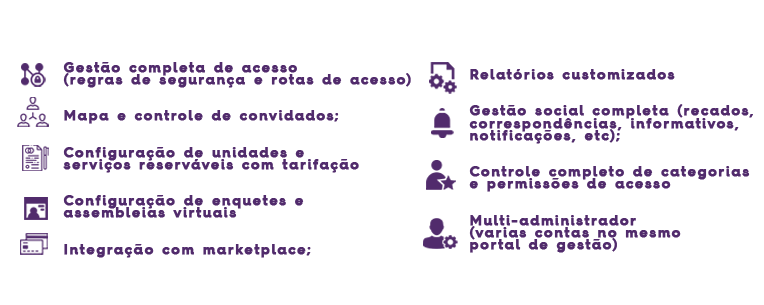 Gestão completa de acesso
(regras de segurança e rotas de acesso)
Mapa e controle de convidados;
Configuração de unidades e
serviços reserváveis com tarifação
Configuração de enquetes e
assembleias virtuais
Integração com marketplace;
Relatórios customizados
Gestão social completa (recados,
correspondências, informativos,
notificações, etc);
Controle completo de categorias
e permissões de acesso
Multi-administrador
(varias contas no mesmo
portal de gestão)